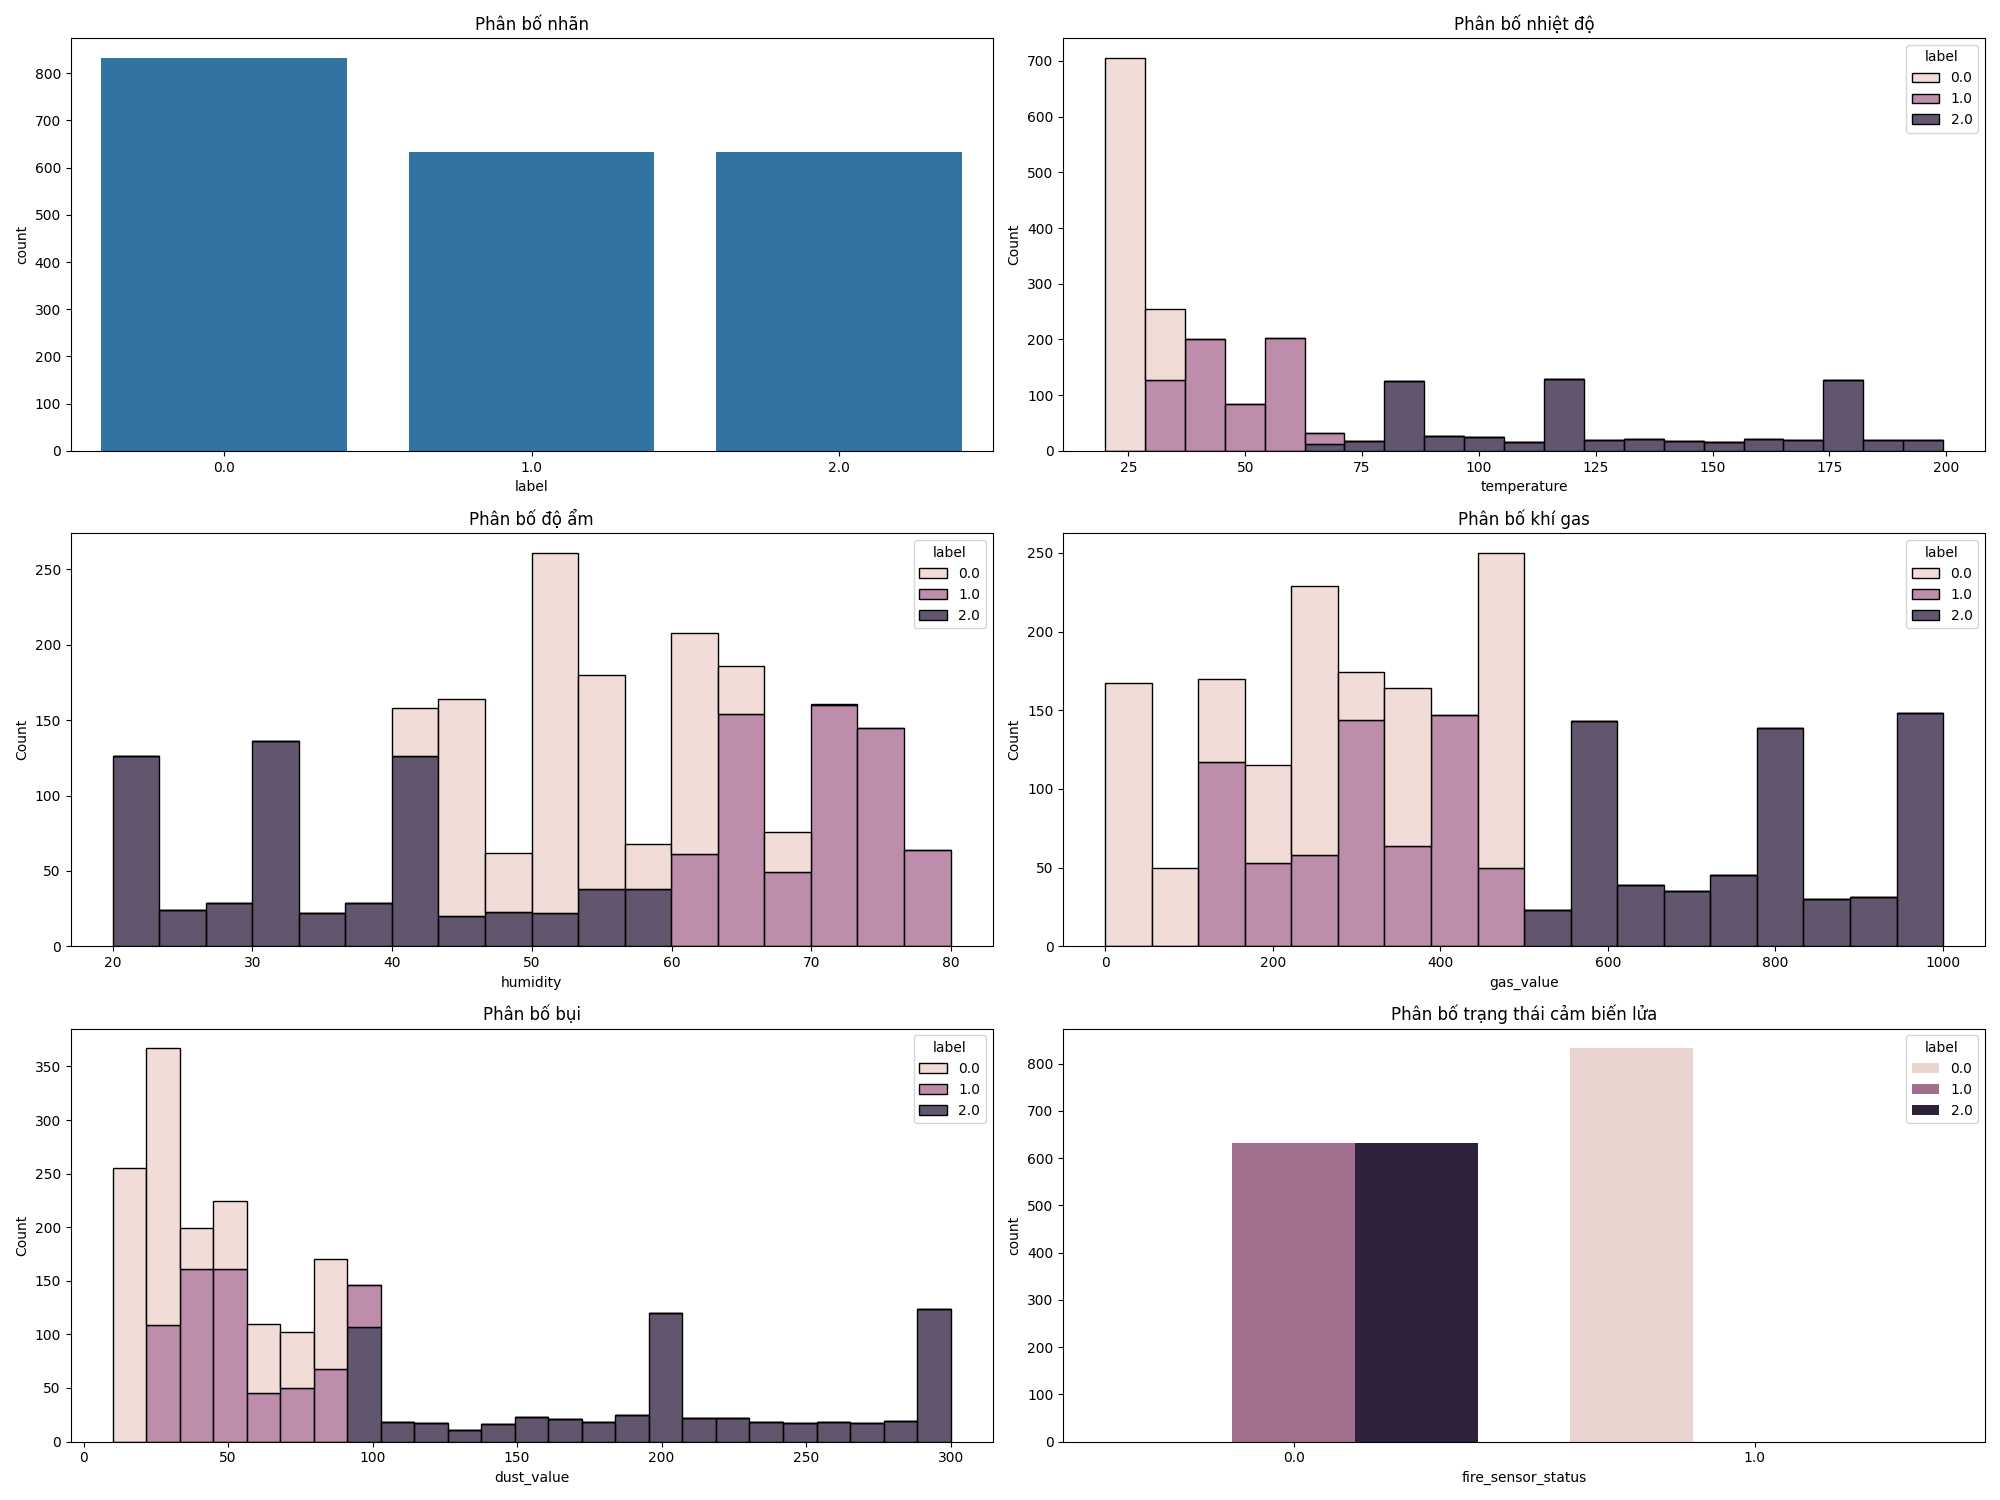 Phân bố nhãn
count
800
700
600
500
400
300
200
100
0
0.0 1.0 2.0
label
Phân bố nhiệt độ
Count
700
600
500
400
300
200
100
0
25 50 75 100 125 150 175 200
temperature
label
0.0
1.0
2.0
Phân bố độ ẩm
Count
250
200
150
100
50
0
20 30 40 50 60 70 80
humidity
label
0.0
1.0
2.0
Phân bố khí gas
Count
250
200
150
100
50
0
0 200 400 600 800 1000
gas_value
label
0.0
1.0
2.0
Phân bố bụi
Count
350
300
250
200
150
100
50
0
0 50 100 150 200 250 300
dust_value
label
0.0
1.0
2.0
Phân bố trạng thái cảm biến lửa
count
800
700
600
500
400
300
200
100
0
0.0 1.0
fire_sensor_status
label
0.0
1.0
2.0